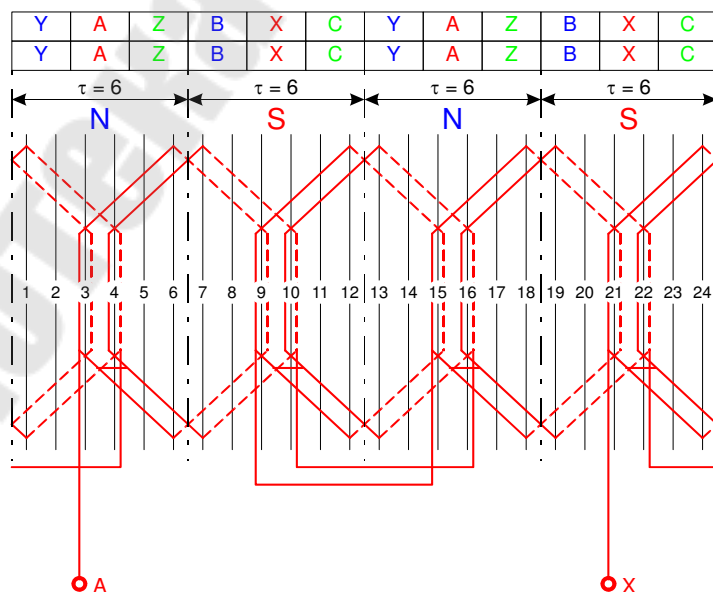 Y A Z B X C Y A Z B X C
Y A Z B X C Y A Z B X C
τ = 6 τ = 6 τ = 6 τ = 6
N S N S
1 2 3 4 5 6 7 8 9 10 11 12 13 14 15 16 17 18 19 20 21 22 23 24
A X